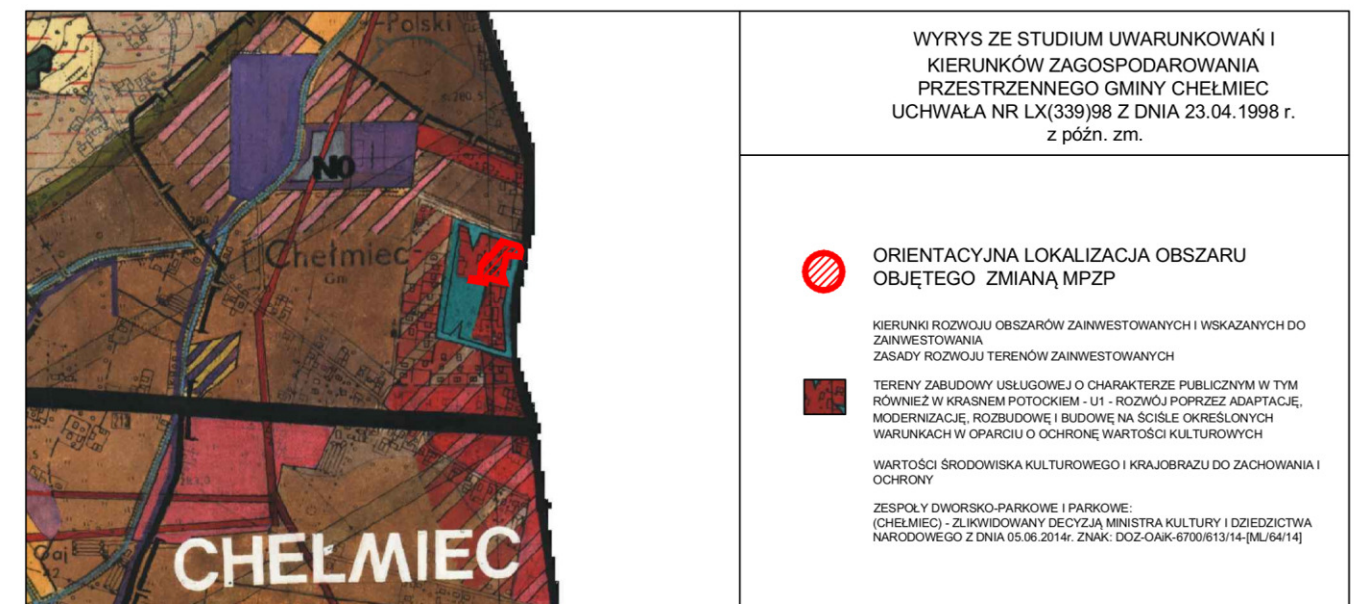 Polski
280,5
NO
Chełmiec-
Gm
CHEŁMIEC
Gaj
WYRYS ZE STUDIUM UWARUNKOWAŃ I
KIERUNKÓW ZAGOSPODAROWANIA
PRZESTRZENNEGO GMINY CHEŁMIEC
UCHWAŁA NR LX(339)98 Z DNIA 23.04.1998 r.
z późn. zm.
ORIENTACYJNA LOKALIZACJA OBSZARU
OBJĘTEGO ZMIANĄ MPZP
KIERUNKI ROZWOJU OBSZARÓW ZAINWESTOWANYCH I WSKAZANYCH DO
ZAINWESTOWANIA
ZASADY ROZWOJU TERENÓW ZAINWESTOWANYCH
TERENY ZABUDOWY USŁUGOWEJ O CHARAKTERZE PUBLICZNYM W TYM
RÓWNIEŻ W KRASNEM POTOCKIEM - U1 - ROZWÓJ POPRZEZ ADAPTACJĘ,
MODERNIZACJĘ, ROZBUDOWĘ I BUDOWĘ NA ŚCIŚLE OKREŚLONYCH
WARUNKACH W OPARCIU O OCHRONĘ WARTOŚCI KULTUROWYCH
WARTOŚCI ŚRODOWISKA KULTUROWEGO I KRAJOBRAZU DO ZACHOWANIA I
OCHRONY
ZESPOŁY DWORSKO-PARKOWE I PARKOWE:
(CHEŁMIEC) - ZLIKWIDOWANY DECYZJĄ MINISTRA KULTURY I DZIEDZICTWA
NARODOWEGO Z DNIA 05.06.2014r. ZNAK: DOZ-OAiK-6700/613/14-[ML/64/14]